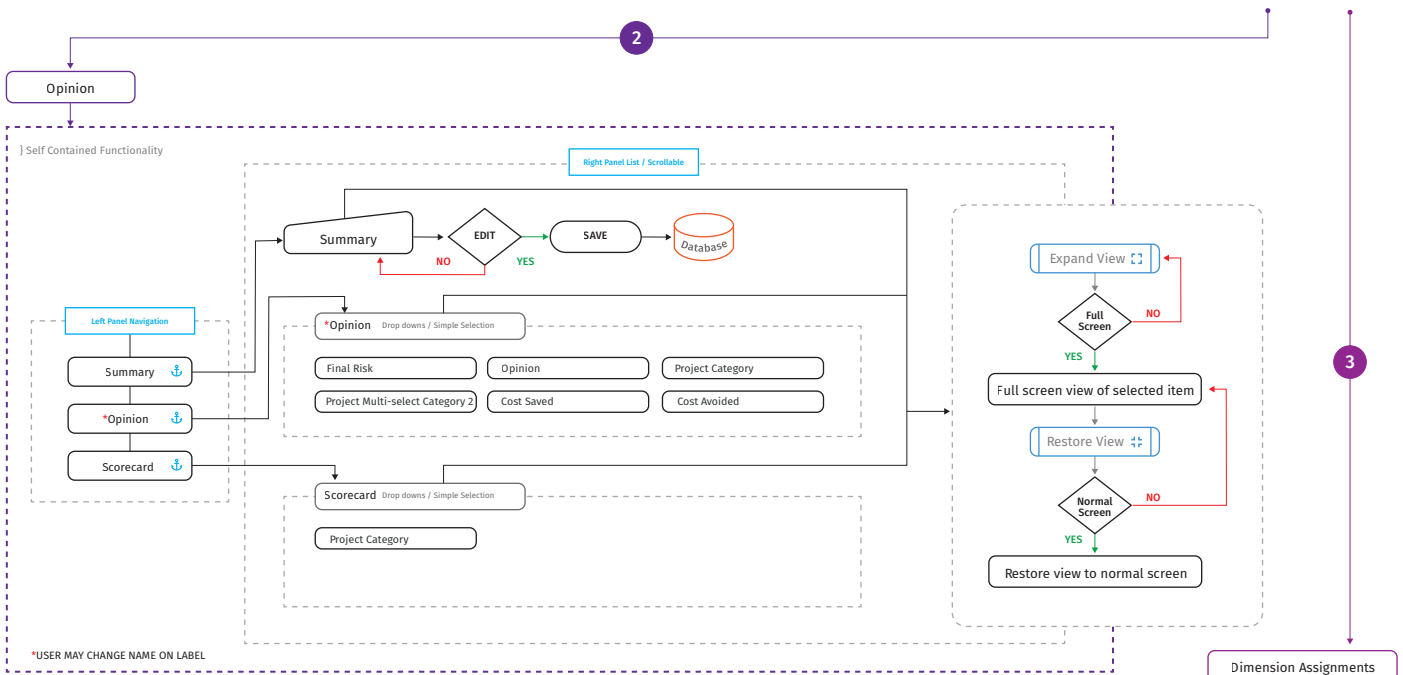 2
Opinion
} Self Contained Functionality
Right Panel List / Scrollable
Summary
EDIT
SAVE
Database
NO
YES
Left Panel Navigation
Summary
*Opinion
Scorecard
*Opinion Drop downs / Simple Selection
Final Risk
Opinion
Project Category
Project Multi-select Category 2
Cost Saved
Cost Avoided
Scorecard Drop downs / Simple Selection
Project Category
Expand View
Full
Screen
NO
YES
Full screen view of selected item
Restore View
Normal
Screen
NO
YES
Restore view to normal screen
3
*USER MAY CHANGE NAME ON LABEL
Dimension Assignments